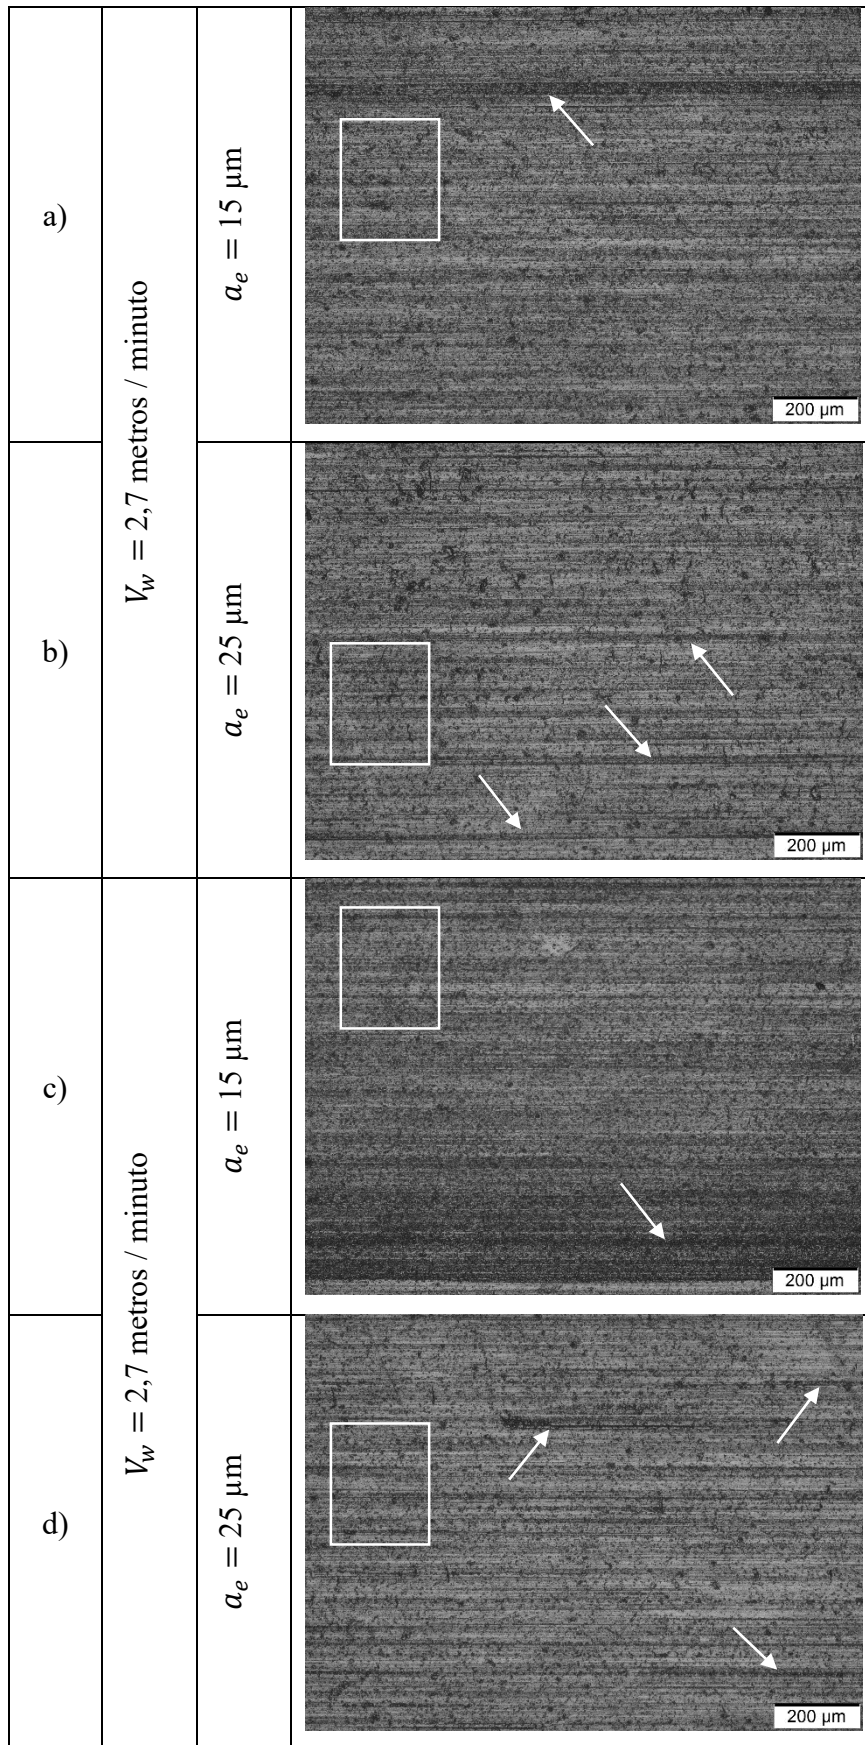 a)
V_w = 2,7 metros / minuto
a_e = 15 µm
200 µm
b)
a_e = 25 µm
200 µm
c)
V_w = 2,7 metros / minuto
a_e = 15 µm
200 µm
d)
a_e = 25 µm
200 µm